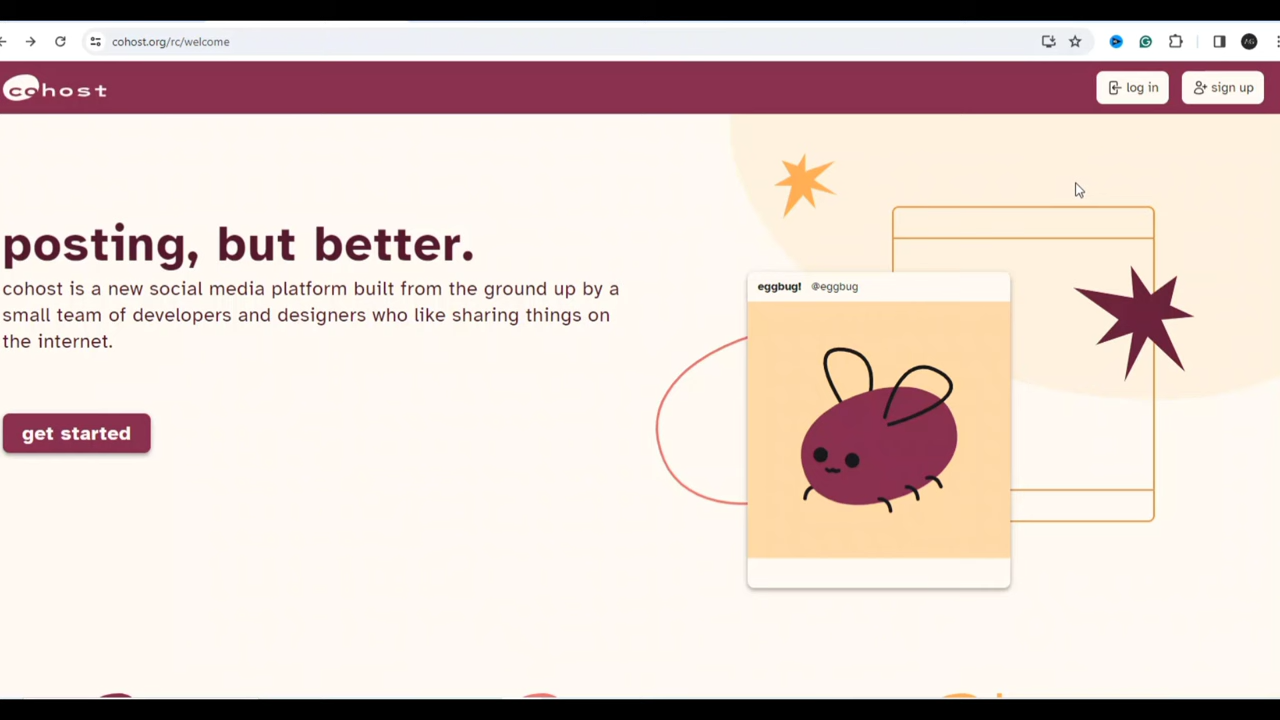 cohost.org/rc/welcome
AG
cohost
log in
sign up
posting, but better.
cohost is a new social media platform built from the ground up by a
small team of developers and designers who like sharing things on
the internet.
get started
eggbug! @eggbug